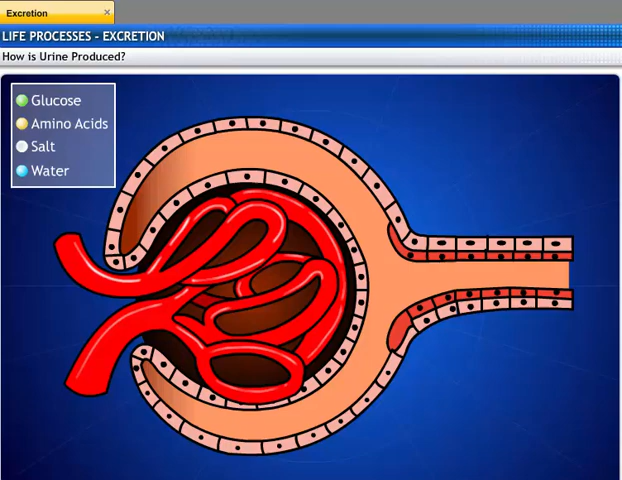 Excretion
LIFE PROCESSES - EXCRETION
How is Urine Produced?
Glucose
Amino Acids
Salt
Water